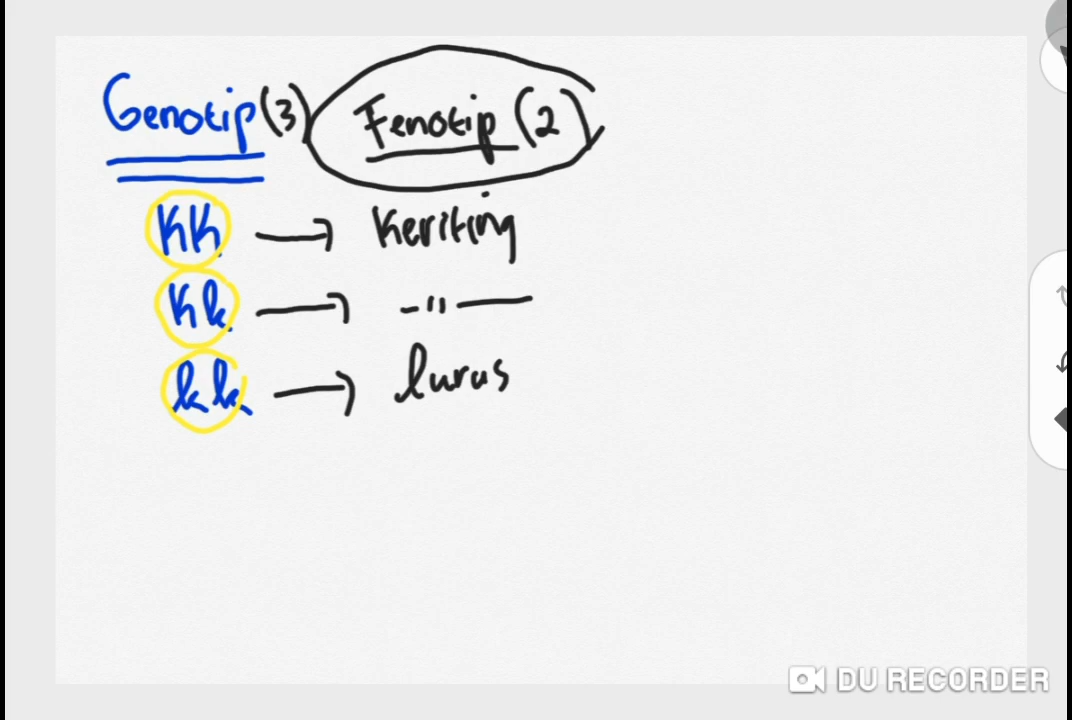 Genotip (3) Fenotip (2)
KK → Keriting
Kk → -"-
kk → lurus
DU RECORDER